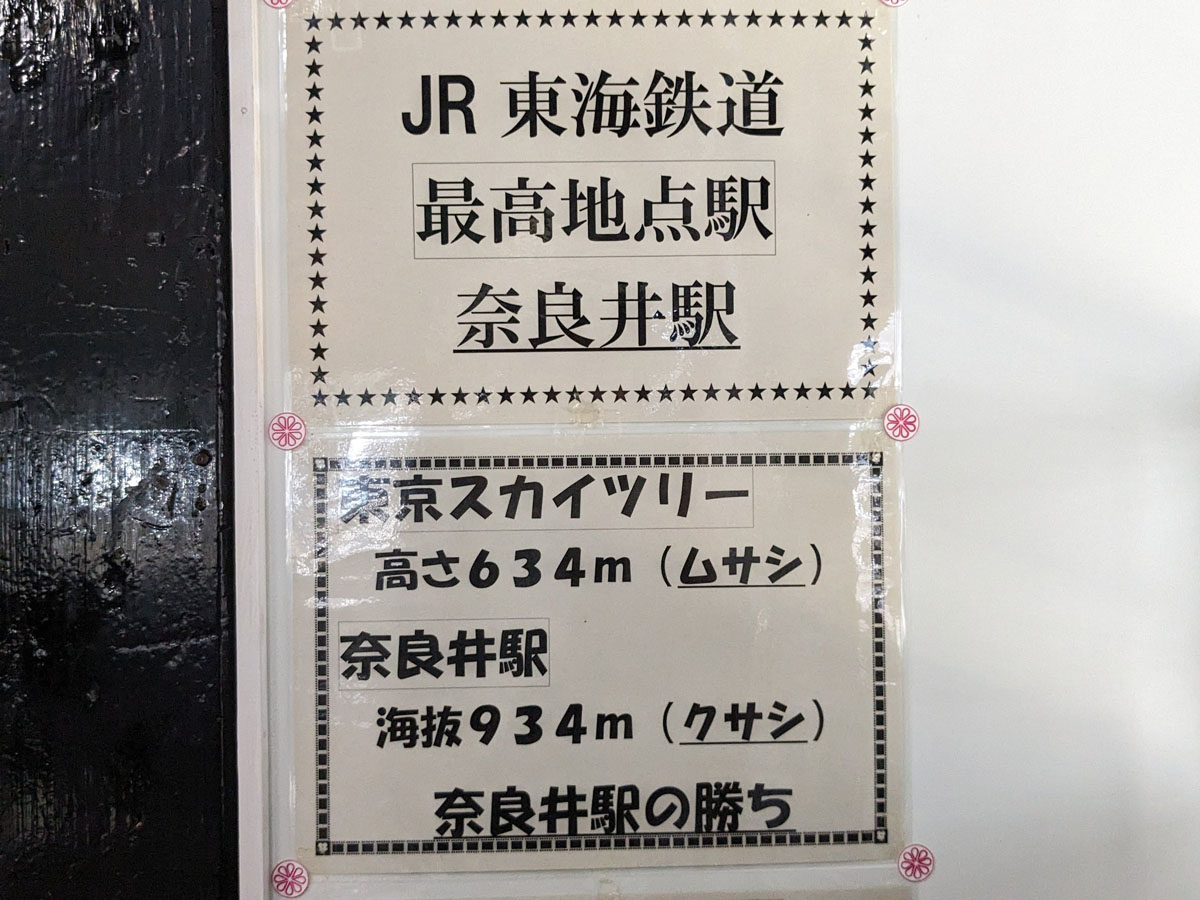 JR 東海鉄道
最高地点駅
奈良井駅
東京スカイツリー
高さ634m（ムサシ）
奈良井駅
海抜934m（クサシ）
奈良井駅の勝ち